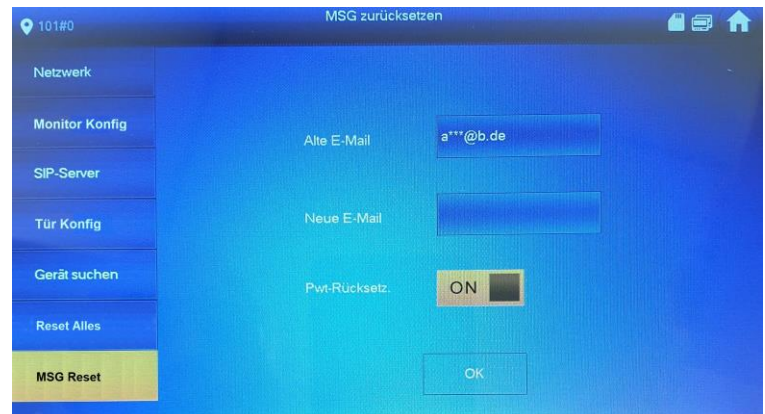 101#0
MSG zurücksetzen
Netzwerk
Monitor Konfig
SIP-Server
Tür Konfig
Gerät suchen
Reset Alles
MSG Reset
Alte E-Mail
a***@b.de
Neue E-Mail
Pwt-Rücksetz.
ON
OK